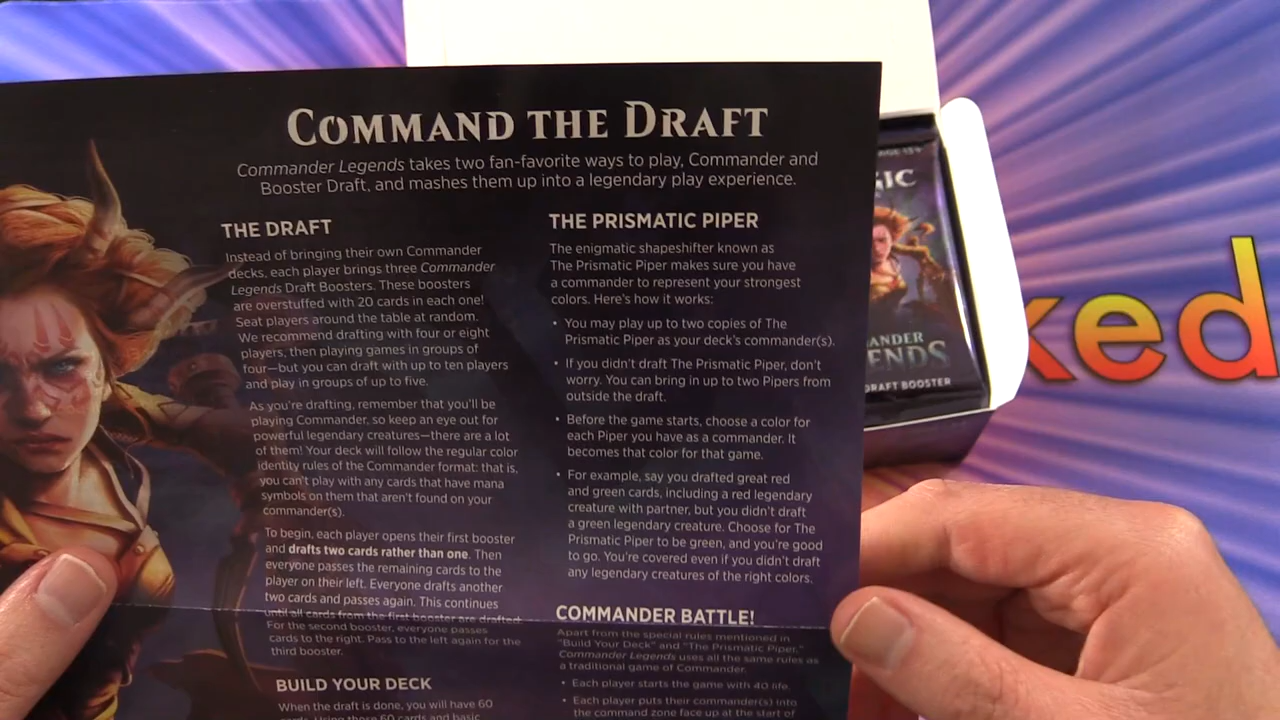 COMMAND THE DRAFT
Commander Legends takes two fan-favorite ways to play, Commander and
Booster Draft, and mashes them up into a legendary play experience.
THE DRAFT
Instead of bringing their own Commander
decks, each player brings three Commander
Legends Draft Boosters. These boosters
are overstuffed with 20 cards in each one!
Seat players around the table at random.
We recommend drafting with four or eight
players, then playing games in groups of
four—but you can draft with up to ten players
and play in groups of up to five.
As you're drafting, remember that you'll be
playing Commander, so keep an eye out for
powerful legendary creatures—there are a lot
of them! Your deck will follow the regular color
identity rules of the Commander format: that is,
you can't play with any cards that have mana
symbols on them that aren't found on your
commander(s).
To begin, each player opens their first booster
and drafts two cards rather than one. Then
everyone passes the remaining cards to the
player on their left. Everyone drafts another
two cards and passes again. This continues
until all cards from the first booster are drafted.
For the second booster, everyone passes
cards to the right. Pass to the left again for the
third booster.
BUILD YOUR DECK
When the draft is done, you will have 60
cards. Using those 60 cards and basic
THE PRISMATIC PIPER
The enigmatic shapeshifter known as
The Prismatic Piper makes sure you have
a commander to represent your strongest
colors. Here's how it works:
• You may play up to two copies of The
Prismatic Piper as your deck's commander(s).
• If you didn't draft The Prismatic Piper, don't
worry. You can bring in up to two Pipers from
outside the draft.
• Before the game starts, choose a color for
each Piper you have as a commander. It
becomes that color for that game.
• For example, say you drafted great red
and green cards, including a red legendary
creature with partner, but you didn't draft
a green legendary creature. Choose for The
Prismatic Piper to be green, and you're good
to go. You're covered even if you didn't draft
any legendary creatures of the right colors.
COMMANDER BATTLE!
Apart from the special rules mentioned in
"Build Your Deck" and "The Prismatic Piper,"
Commander Legends uses all the same rules as
a traditional game of Commander.
• Each player starts the game with 40 life.
• Each player puts their commander(s) into
the command zone face up at the start of
GIC
ANDER
ENDS
DRAFT BOOSTER
ked